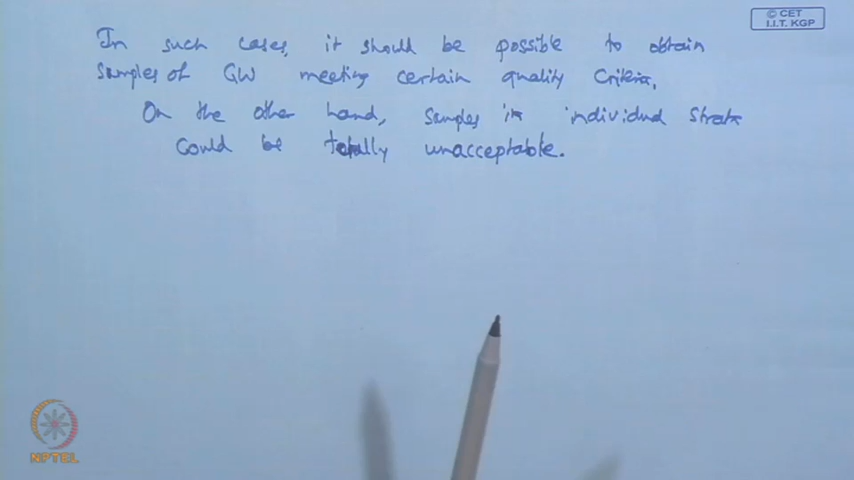 © CET
I.I.T. KGP
In such cases, it should be possible to obtain
samples of GW meeting certain quality criteria.
On the other hand, samples in individual strata
could be totally unacceptable.
NPTEL